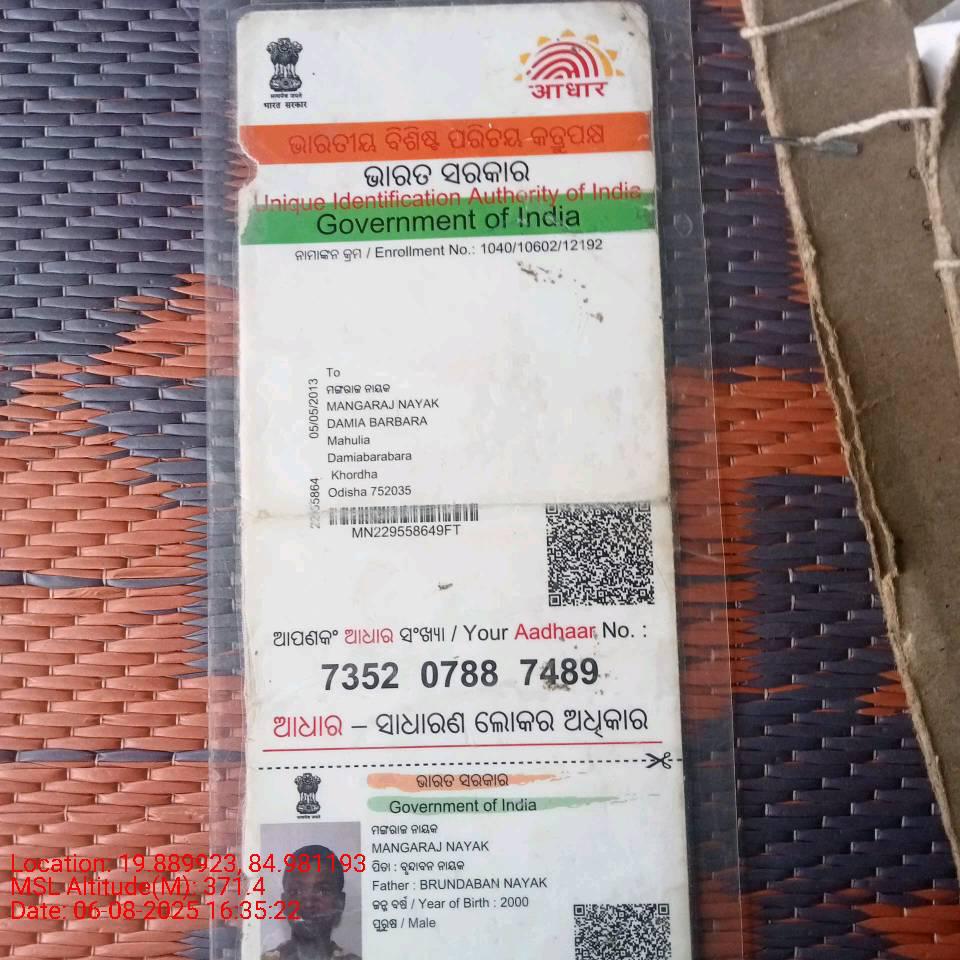 सत्यमेव जयते
भारत सरकार
आधार
ଭାରତୀୟ ବିଶିଷ୍ଟ ପରିଚୟ କତୃପକ୍ଷ
ଭାରତ ସରକାର
Unique Identification Authority of India
Government of India
ନାମାଙ୍କନ କ୍ରମ / Enrollment No.: 1040/10602/12192
05/05/2013
To
ମଙ୍ଗରାଜ ନାୟକ
MANGARAJ NAYAK
DAMIA BARBARA
Mahulia
Damiabarabara
Khordha
Odisha 752035
MN229558649FT
ଆପଣଙ୍କ ଆଧାର ସଂଖ୍ୟା / Your Aadhaar No. :
7352 0788 7489
ଆଧାର – ସାଧାରଣ ଲୋକର ଅଧିକାର
ଭାରତ ସରକାର
Government of India
ମଙ୍ଗରାଜ ନାୟକ
MANGARAJ NAYAK
ପିତା : ବୃନ୍ଦାବନ ନାୟକ
Father : BRUNDABAN NAYAK
ଜନ୍ମ ବର୍ଷ / Year of Birth : 2000
ପୁରୁଷ / Male
Location: 19.889923, 84.981193
MSL Altitude(M): 371.4
Date: 06-08-2025 16:35:22